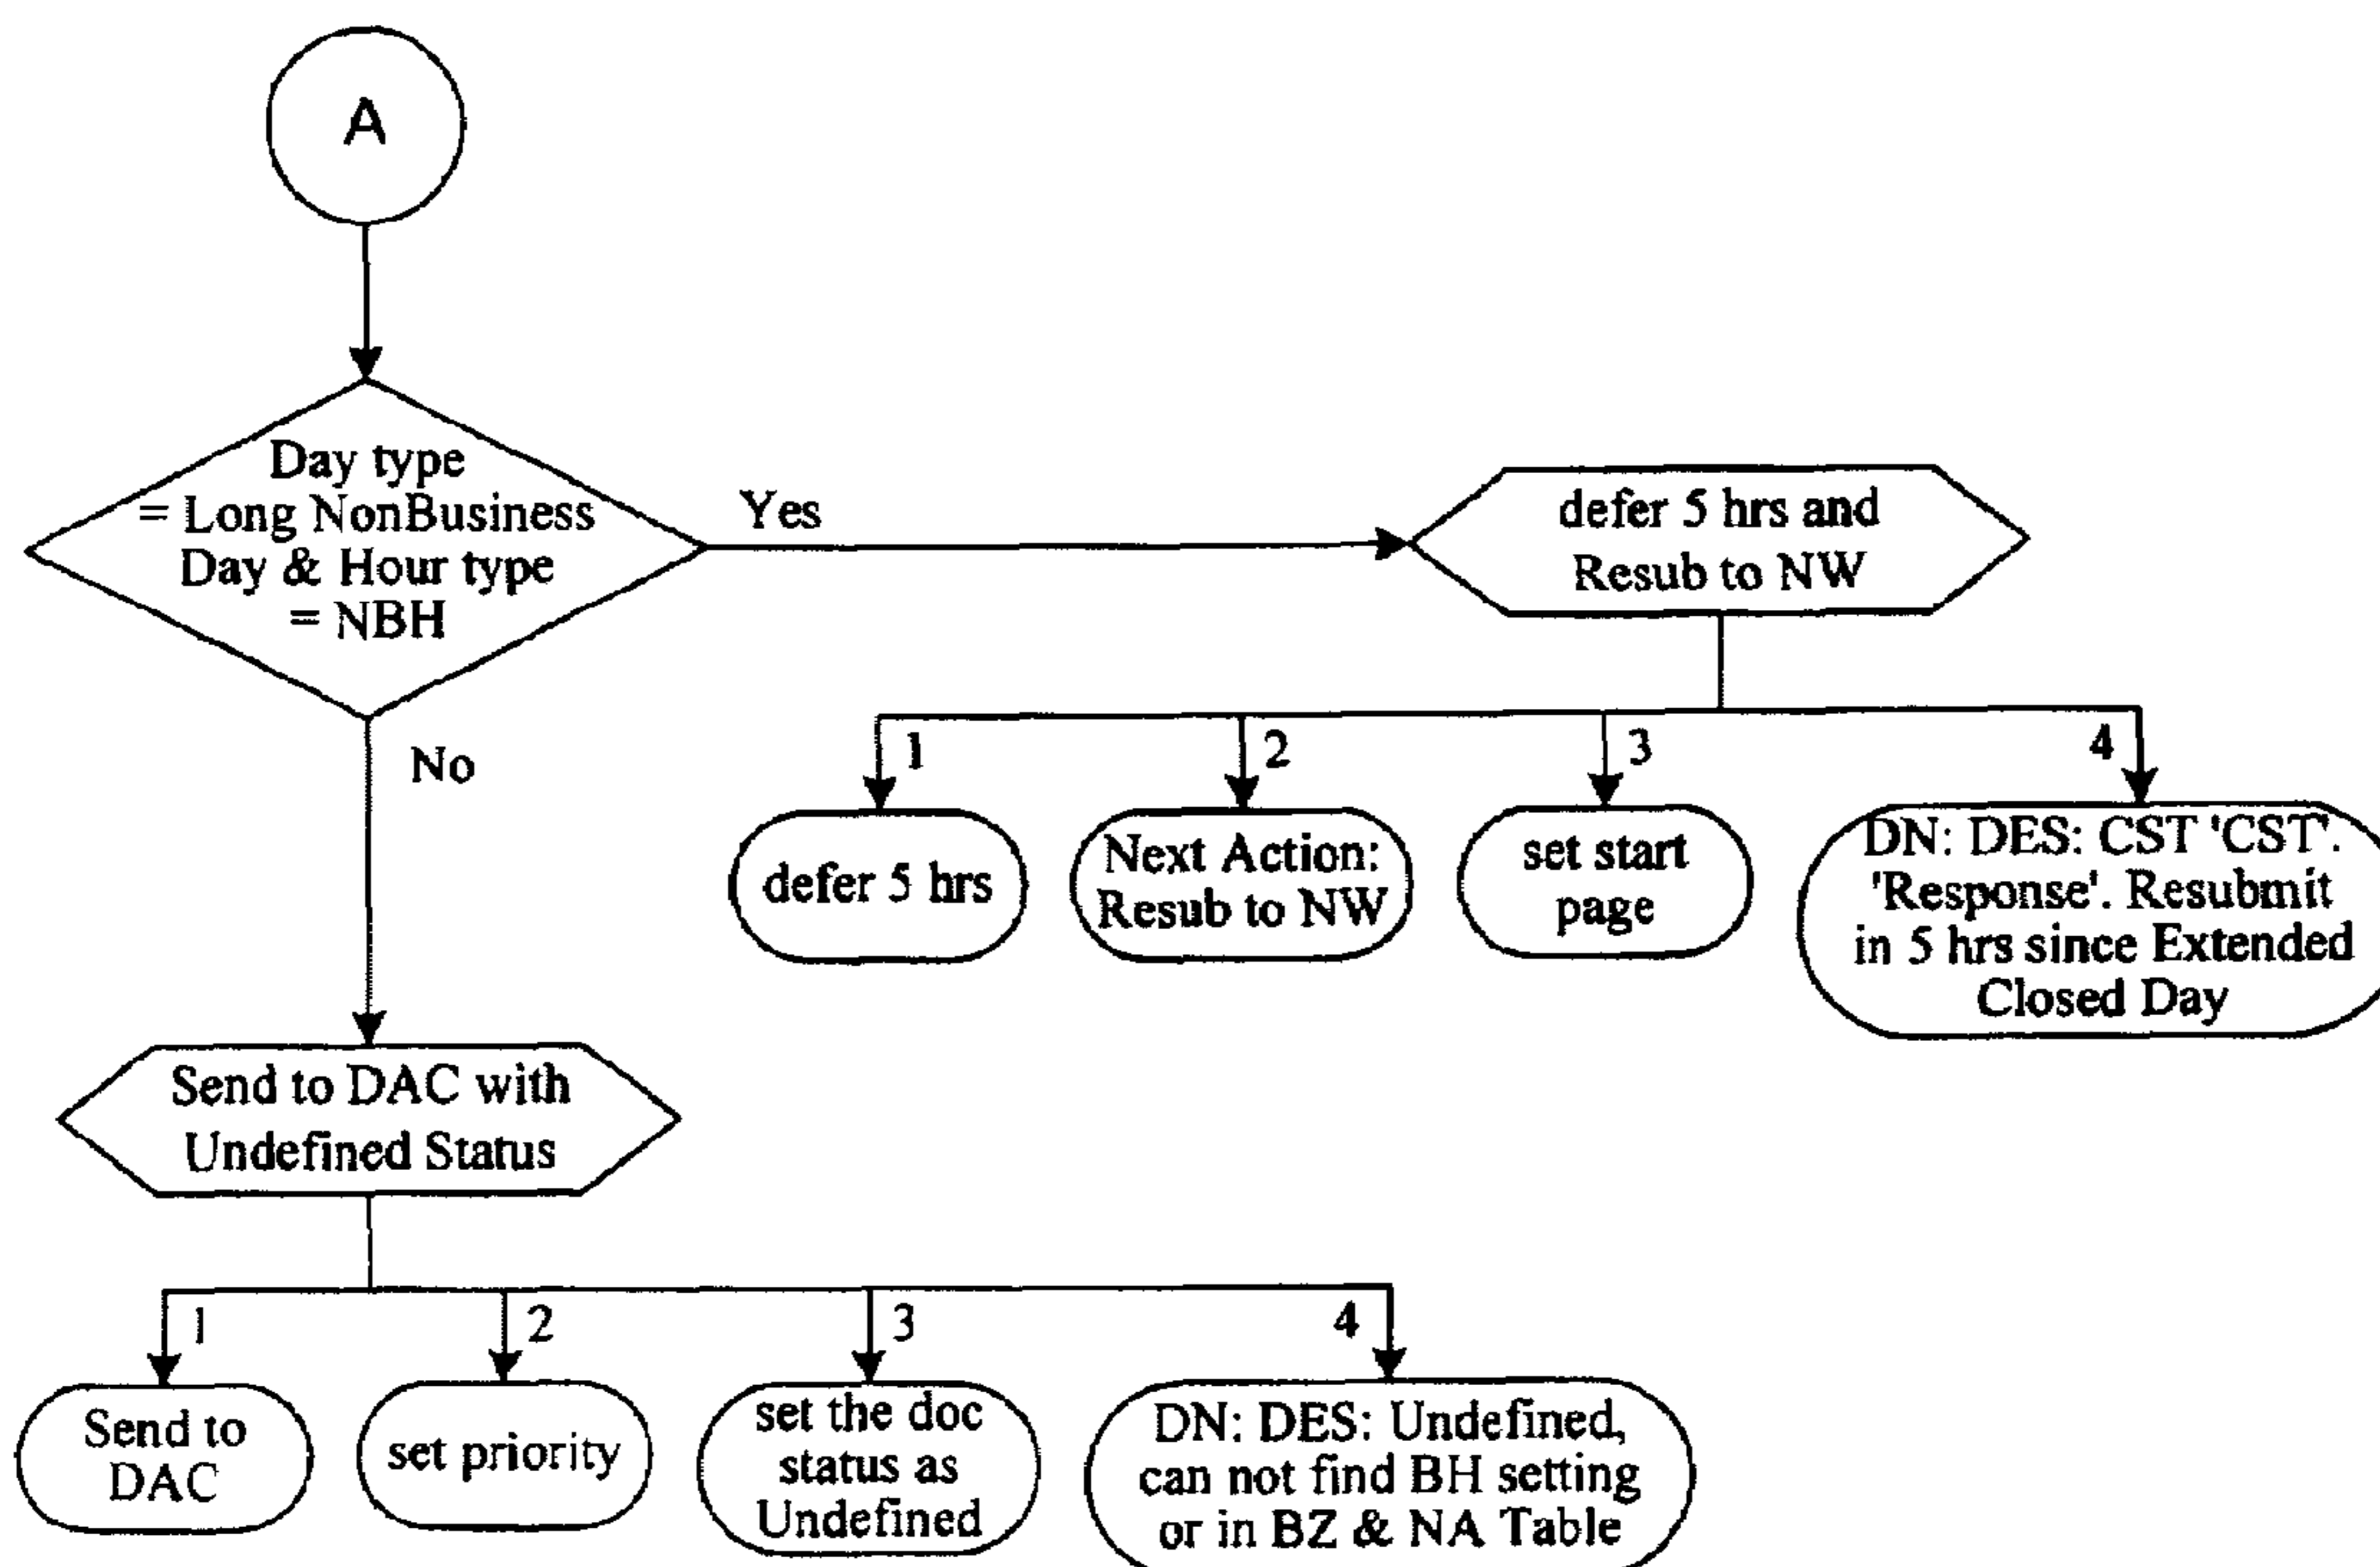 A
Day type
= Long NonBusiness
Day & Hour type
= NBH
Yes
defer 5 hrs and
Resub to NW
No
1
2
3
4
defer 5 hrs
Next Action:
Resub to NW
set start
page
DN: DES: CST 'CST'.
'Response'. Resubmit
in 5 hrs since Extended
Closed Day
Send to DAC with
Undefined Status
1
2
3
4
Send to
DAC
set priority
set the doc
status as
Undefined
DN: DES: Undefined,
can not find BH setting
or in BZ & NA Table